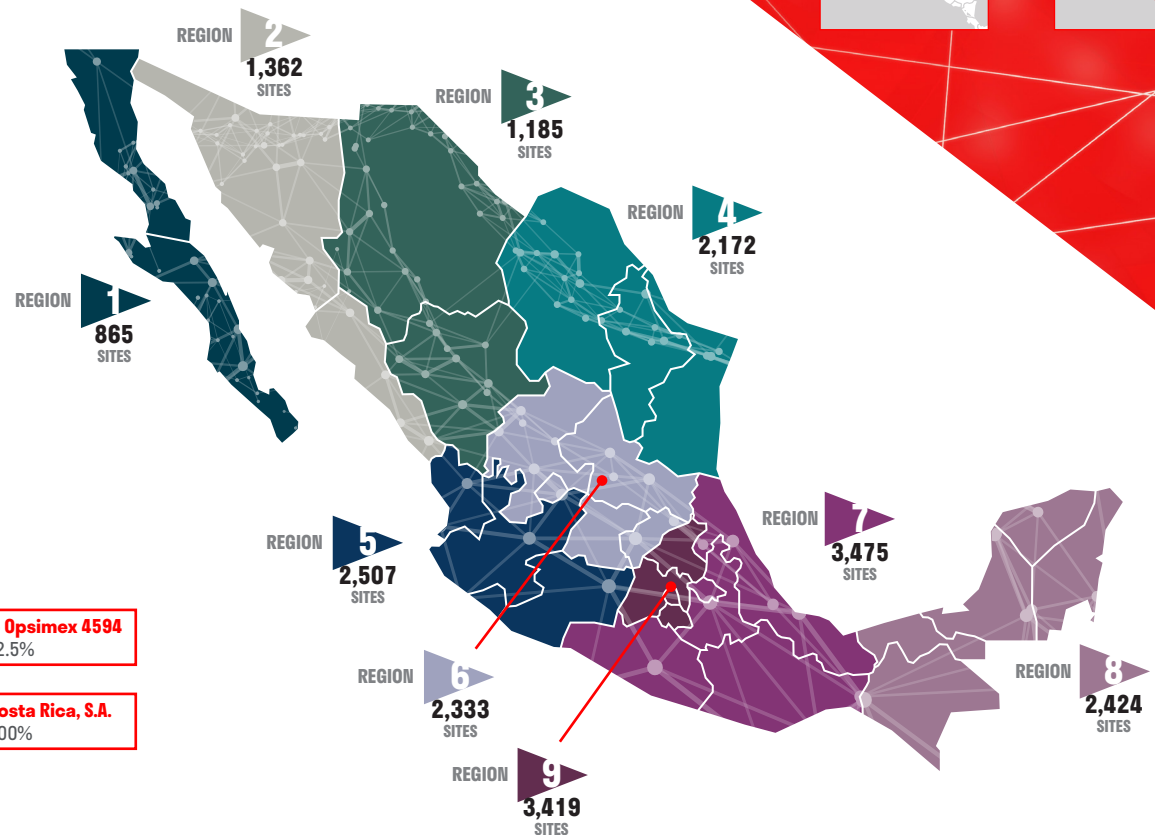 REGION 2
1,362
SITES
REGION 3
1,185
SITES
REGION 4
2,172
SITES
REGION 1
865
SITES
REGION 5
2,507
SITES
REGION 7
3,475
SITES
Opsimex 4594
2.5%
REGION 6
2,333
SITES
REGION 8
2,424
SITES
osta Rica, S.A.
00%
REGION 9
3,419
SITES